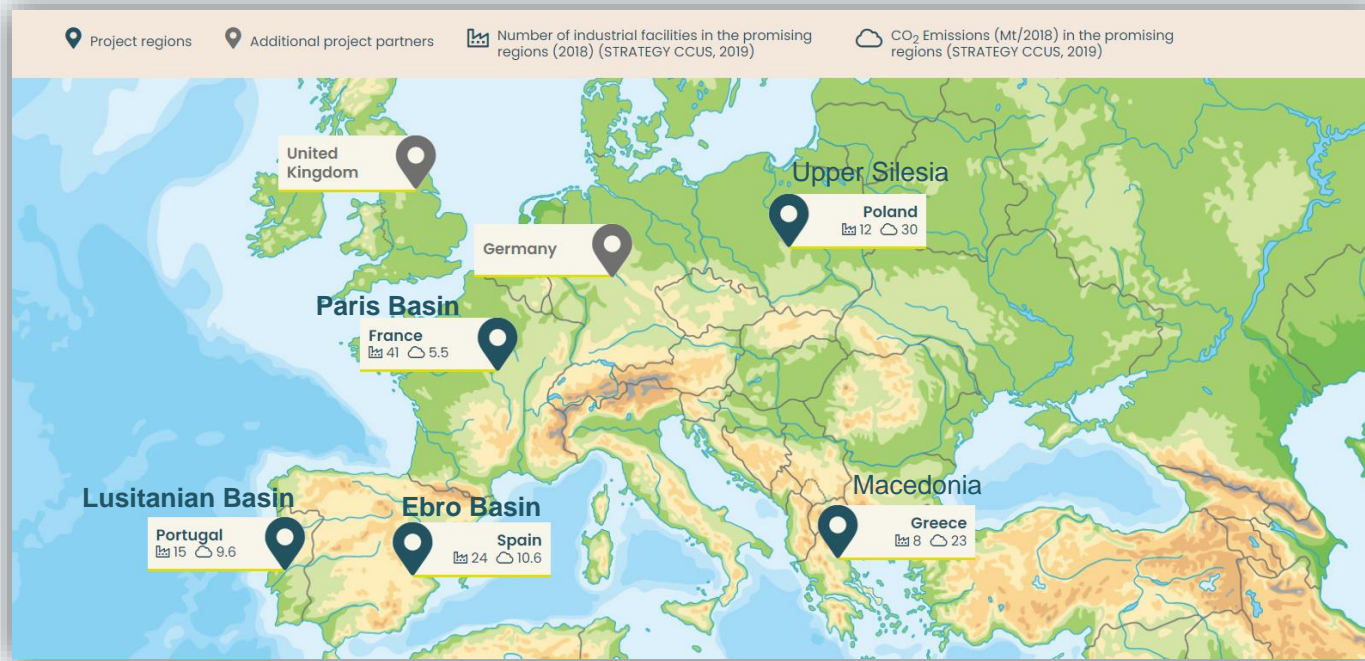 Project regions
Additional project partners
Number of industrial facilities in the promising
regions (2018) (STRATEGY CCUS, 2019)
CO₂ Emissions (Mt/2018) in the promising
regions (STRATEGY CCUS, 2019)
United
Kingdom
Upper Silesia
Poland
12 30
Germany
Paris Basin
France
41 5.5
Lusitanian Basin
Portugal
15 9.6
Ebro Basin
Spain
24 10.6
Macedonia
Greece
8 23